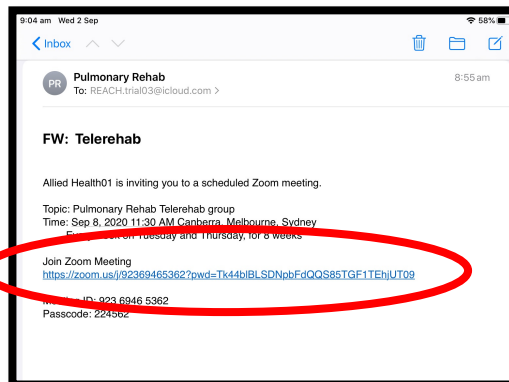 9:04 am Wed 2 Sep 58%
Inbox
PR Pulmonary Rehab 8:55 am
To: REACH.trial03@icloud.com >
FW: Telerehab
Allied Health01 is inviting you to a scheduled Zoom meeting.
Topic: Pulmonary Rehab Telerehab group
Time: Sep 8, 2020 11:30 AM Canberra, Melbourne, Sydney
on Tuesday and Thursday, for 8 weeks
Join Zoom Meeting
https://zoom.us/j/92369465362?pwd=Tk44blBLSDNpbFdQQS85TGF1TEhjUT09
Meeting ID: 923 6946 5362
Passcode: 224562